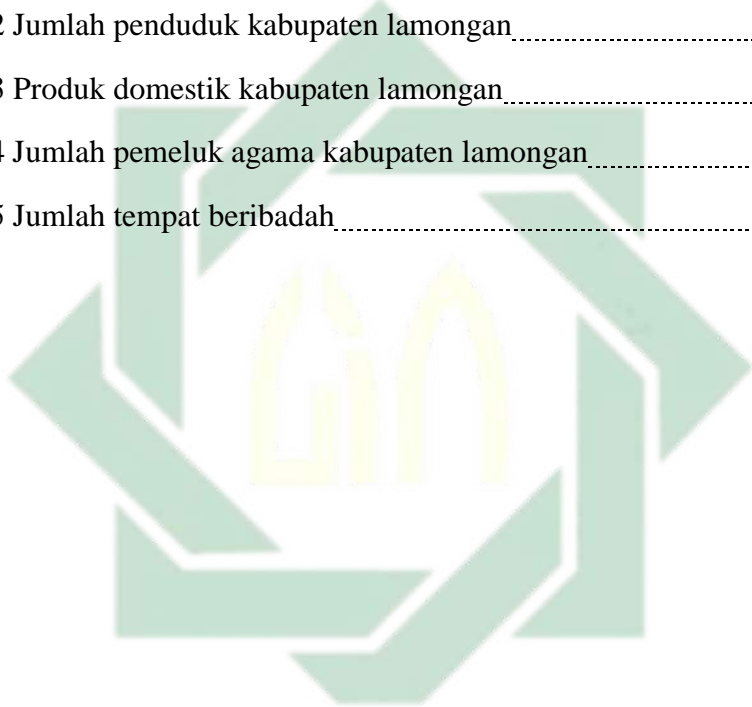 2 Jumlah penduduk kabupaten lamongan
3 Produk domestik kabupaten lamongan
4 Jumlah pemeluk agama kabupaten lamongan
5 Jumlah tempat beribadah